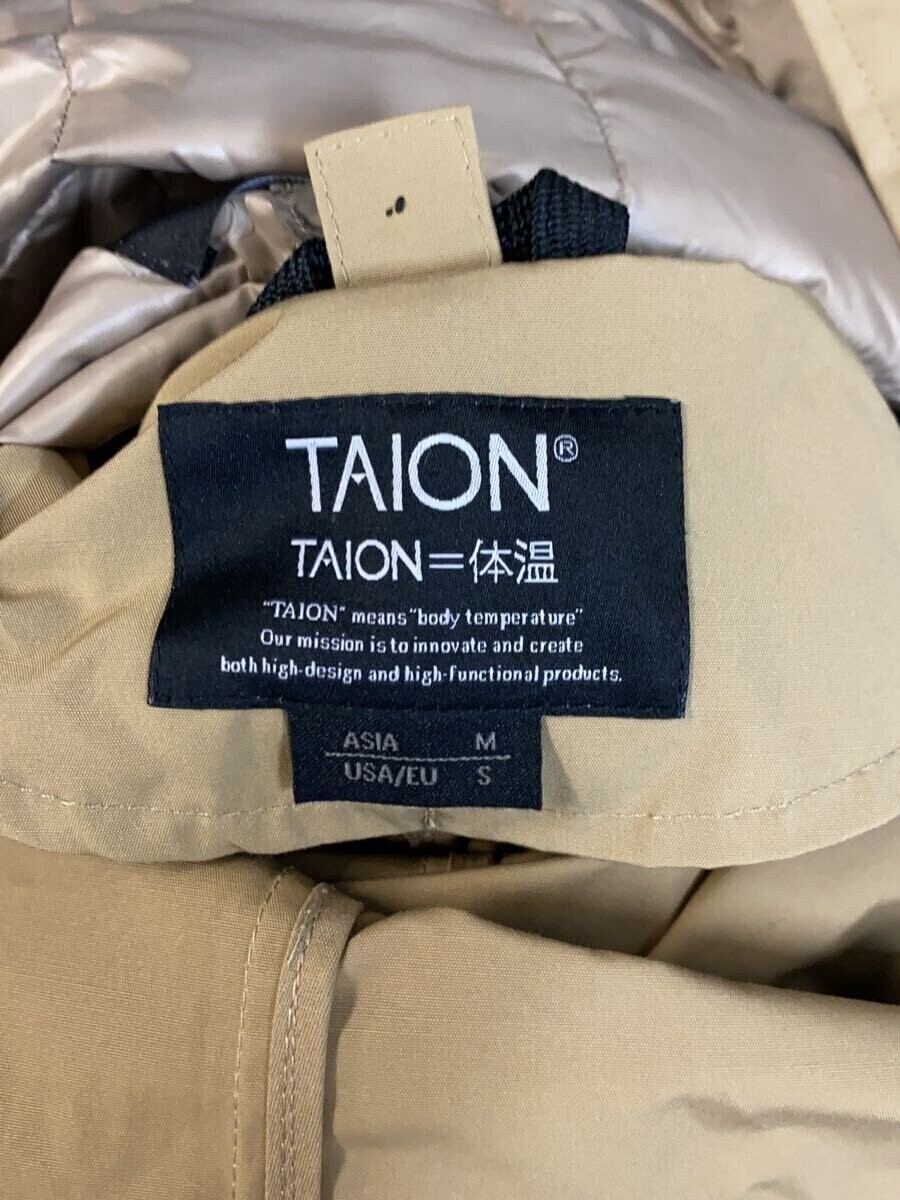 TAION®
TAION=体温
"TAION" means "body temperature"
Our mission is to innovate and create
both high-design and high-functional products.
ASIA M
USA/EU S